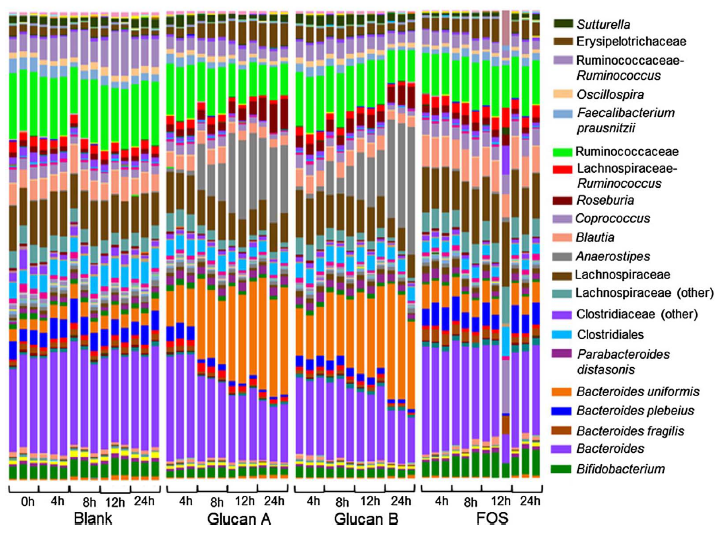 Sutturella
Erysipelotrichaceae
Ruminococcaceae-
Ruminococcus
Oscillospira
Faecalibacterium
prausnitzii
Ruminococcaceae
Lachnospiraceae-
Ruminococcus
Roseburia
Coprococcus
Blautia
Anaerostipes
Lachnospiraceae
Lachnospiraceae (other)
Clostridiaceae (other)
Clostridiales
Parabacteroides
distasonis
Bacteroides uniformis
Bacteroides plebeius
Bacteroides fragilis
Bacteroides
Bifidobacterium
0h 4h 8h 12h 24h 4h 8h 12h 24h 4h 8h 12h 24h 4h 8h 12h 24h
Blank Glucan A Glucan B FOS